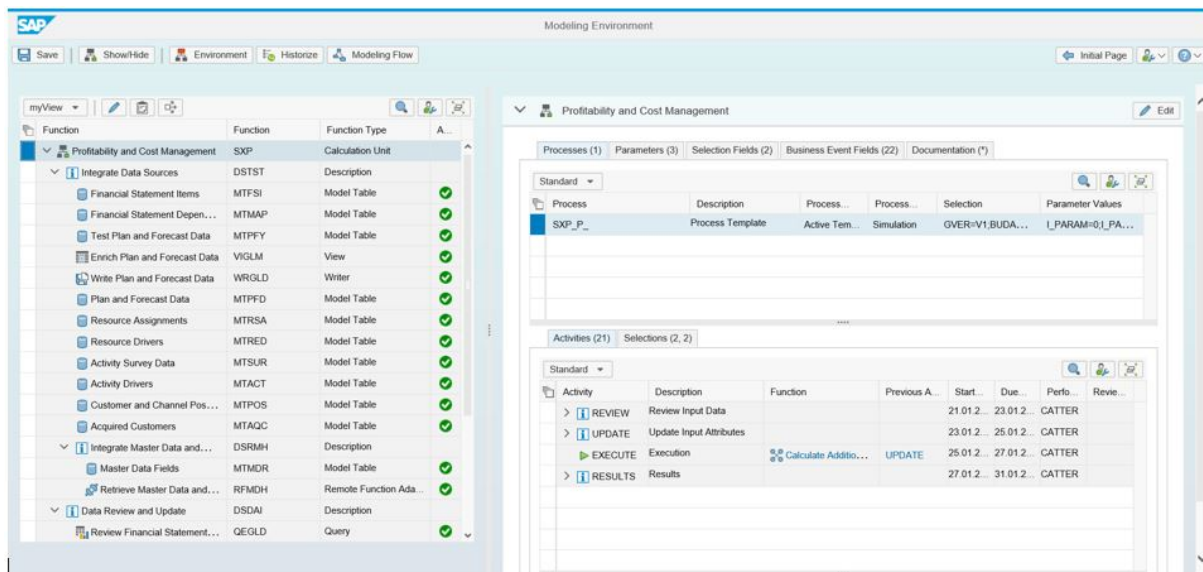 SAP
Modeling Environment
Save Show/Hide Environment Historize Modeling Flow Initial Page
myView
Function Function Function Type A...
Profitability and Cost Management SXP Calculation Unit
Integrate Data Sources DSTST Description
Financial Statement Items MTFSI Model Table
Financial Statement Depen... MTMAP Model Table
Test Plan and Forecast Data MTPFY Model Table
Enrich Plan and Forecast Data VIGLM View
Write Plan and Forecast Data WRGLD Writer
Plan and Forecast Data MTPFD Model Table
Resource Assignments MTRSA Model Table
Resource Drivers MTRED Model Table
Activity Survey Data MTSUR Model Table
Activity Drivers MTACT Model Table
Customer and Channel Pos... MTPOS Model Table
Acquired Customers MTAQC Model Table
Integrate Master Data and... DSRMH Description
Master Data Fields MTMDR Model Table
Retrieve Master Data and... RFMDH Remote Function Ada...
Data Review and Update DSDAI Description
Review Financial Statement... QEGLD Query
Profitability and Cost Management Edit
Processes (1) Parameters (3) Selection Fields (2) Business Event Fields (22) Documentation (*)
Standard
Process Description Process... Process... Selection Parameter Values
SXP_P_ Process Template Active Tem... Simulation GVER=V1;BUDA... I_PARAM=0;I_PA...
Activities (21) Selections (2, 2)
Standard
Activity Description Function Previous A... Start... Due... Perfo... Revie...
REVIEW Review Input Data 21.01.2... 23.01.2... CATTER
UPDATE Update Input Attributes 23.01.2... 25.01.2... CATTER
EXECUTE Execution Calculate Additio... UPDATE 25.01.2... 27.01.2... CATTER
RESULTS Results 27.01.2... 31.01.2... CATTER